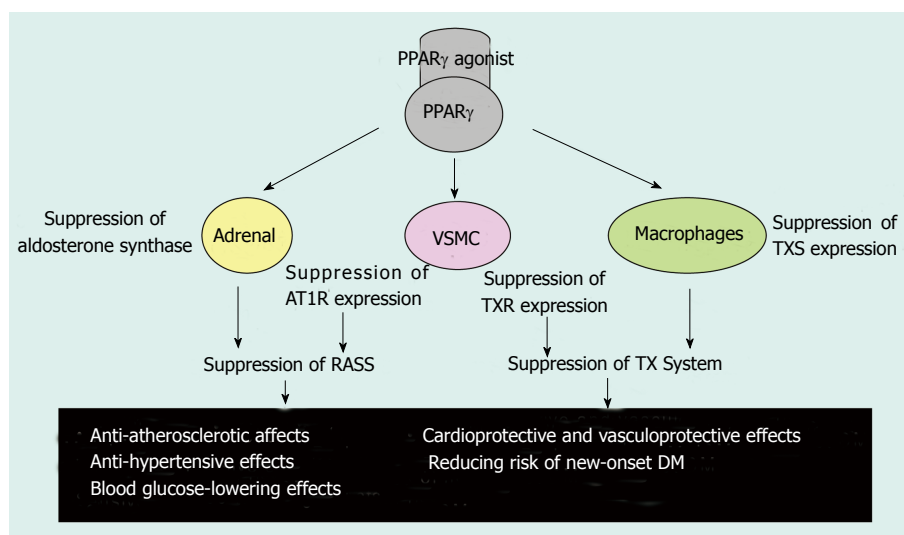 PPARγ agonist
PPARγ
Suppression of
aldosterone synthase
Adrenal
VSMC
Macrophages
Suppression of
TXS expression
Suppression of
AT1R expression
Suppression of
TXR expression
Suppression of RASS
Suppression of TX System
Anti-atherosclerotic affects
Anti-hypertensive effects
Blood glucose-lowering effects
Cardioprotective and vasculoprotective effects
Reducing risk of new-onset DM